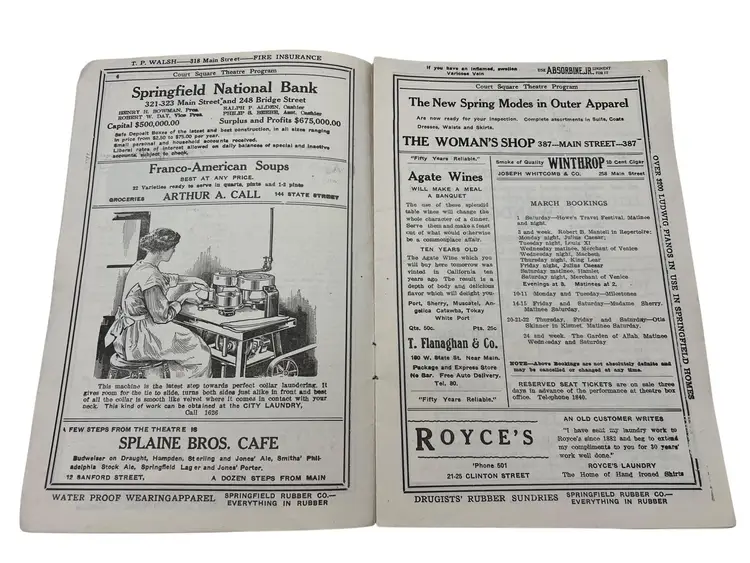 T. P. WALSH—318 Main Street—FIRE INSURANCE
4
Court Square Theatre Program
Springfield National Bank
321-323 Main Street and 248 Bridge Street
HENRY H. BOWMAN, Pres. RALPH P. ALDEN, Cashier
ROBERT W. DAY, Vice Pres. PHILIP S. BEEBE, Asst. Cashier
Capital $500,000.00 Surplus and Profits $675,000.00
Safe Deposit Boxes of the latest and best construction, in all sizes ranging
in price from $2.50 to $75.00 per year.
Small personal and household accounts received.
Liberal rates of interest allowed on daily balances of special and inactive
accounts, subject to check.
Franco-American Soups
BEST AT ANY PRICE.
22 Varieties ready to serve in quarts, pints and 1-2 pints
GROCERIES ARTHUR A. CALL 144 STATE STREET
This machine is the latest step towards perfect collar laundering. It
gives room for the tie to slide, turns both sides just alike in front and best
of all the collar is smooth like velvet where it comes in contact with your
neck. This kind of work can be obtained at the CITY LAUNDRY,
Call 1626
A FEW STEPS FROM THE THEATRE IS
SPLAINE BROS. CAFE
Budweiser on Draught, Hampden, Sterling and Jones' Ale, Smiths' Phil-
adelphia Stock Ale, Springfield Lager and Jones' Porter.
12 SANFORD STREET, A DOZEN STEPS FROM MAIN
WATER PROOF WEARING APPAREL SPRINGFIELD RUBBER CO.—
EVERYTHING IN RUBBER
If you have an inflamed, swollen
Varicose Vein USE ABSORBINE, JR. LINIMENT
FOR IT
Court Square Theatre Program
The New Spring Modes in Outer Apparel
Are now ready for your inspection. Complete assortments in Suits, Coats
Dresses, Waists and Skirts.
THE WOMAN'S SHOP 387—MAIN STREET—387
"Fifty Years Reliable."
Agate Wines
WILL MAKE A MEAL
A BANQUET
The use of these splendid
table wines will change the
whole character of a dinner.
Serve them and make a feast
out of what would otherwise
be a commonplace affair.
TEN YEARS OLD
The Agate Wine which you
will buy here tomorrow was
vinted in California ten
years ago. The result is a
depth of body and delicious
flavor which will delight you.
Port, Sherry, Muscatel, An-
gelica Catawba, Tokay
White Port
Qts. 50c. Pts. 25c
T. Flanaghan & Co.
180 W. State St. Near Main.
Package and Express Store
No Bar. Free Auto Delivery.
Tel. 80.
"Fifty Years Reliable."
Smoke of Quality WINTHROP 10 Cent Cigar
JOSEPH WHITCOMB & CO. 258 Main Street
MARCH BOOKINGS
1 Saturday—Howe's Travel Festival, Matinee
and night.
3 and week. Robert B. Mantell in Repertoire;
Monday night, Julius Caesar;
Tuesday night, Louis XI
Wednesday matinee, Merchant of Venice
Wednesday night, Macbeth
Thursday night, King Lear
Friday night, Julius Caesar
Saturday matinee, Hamlet
Saturday night, Merchant of Venice
Evenings at 8. Matinees at 2.
10-11 Monday and Tuesday—Milestones
14-15 Friday and Saturday—Madame Sherry.
Matinee Saturday.
20-21-22 Thursday, Friday and Saturday—Otis
Skinner in Kismet. Matinee Saturday.
24 and week. The Garden of Allah. Matinee
Wednesday and Saturday
NOTE—Above Bookings are not absolutely definite and
may be cancelled or changed at any time.
RESERVED SEAT TICKETS are on sale three
days in advance of the performance at theatre box
office. Telephone 1840.
OVER 2500 LUDWIG PIANOS IN USE IN SPRINGFIELD HOMES
ROYCE'S
'Phone 501
21-25 CLINTON STREET
AN OLD CUSTOMER WRITES
"I have sent my laundry work to
Royce's since 1882 and beg to extend
my compliments to you for 30 years'
work well done."
ROYCE'S LAUNDRY
The Home of Hand Ironed Shirts
DRUGISTS' RUBBER SUNDRIES SPRINGFIELD RUBBER CO.—
EVERYTHING IN RUBBER